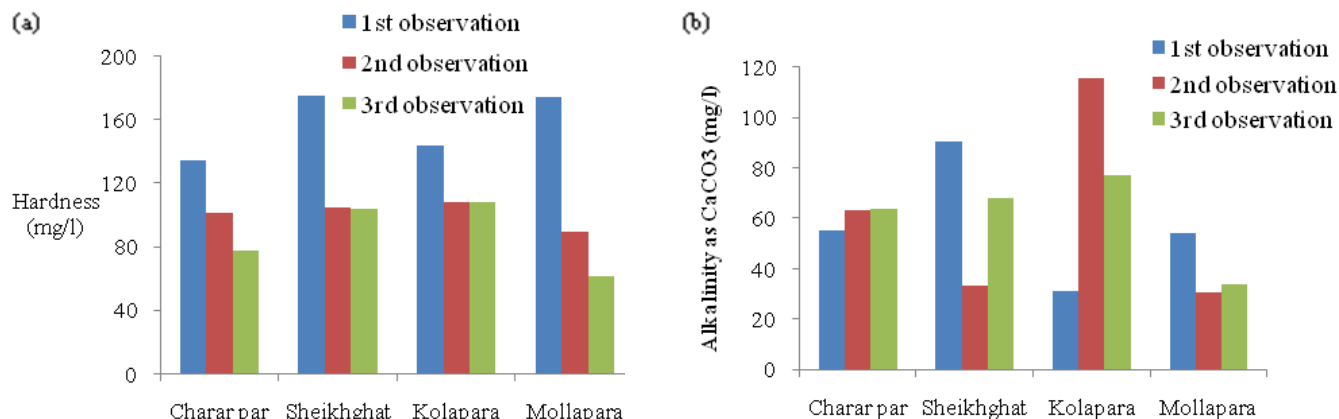 (a)
1st observation
2nd observation
3rd observation
200
160
120
80
40
0
Hardness
(mg/l)
Charar par Sheikhghat Kolapara Mollapara
(b)
1st observation
2nd observation
3rd observation
120
100
80
60
40
20
0
Alkalinity as CaCO3 (mg/l)
Charar par Sheikhghat Kolapara Mollapara